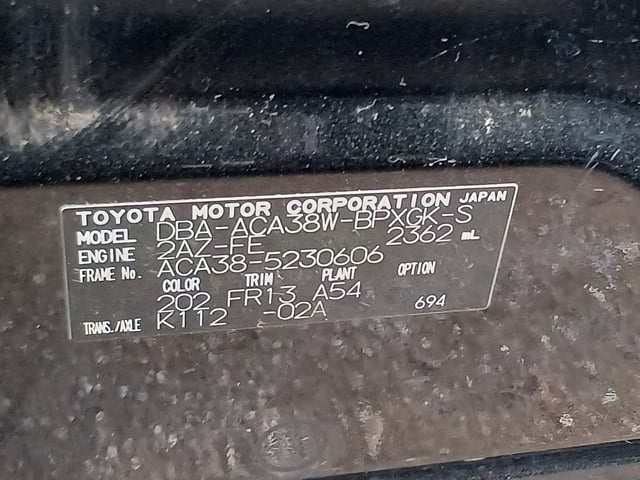 TOYOTA MOTOR CORPORATION JAPAN
MODEL DBA-ACA38W-BPXGK-S
ENGINE 2AZ-FE 2362 mL
FRAME No. ACA38-5230606
COLOR TRIM PLANT OPTION
202 FR13 A54
TRANS./AXLE K112 -02A 694